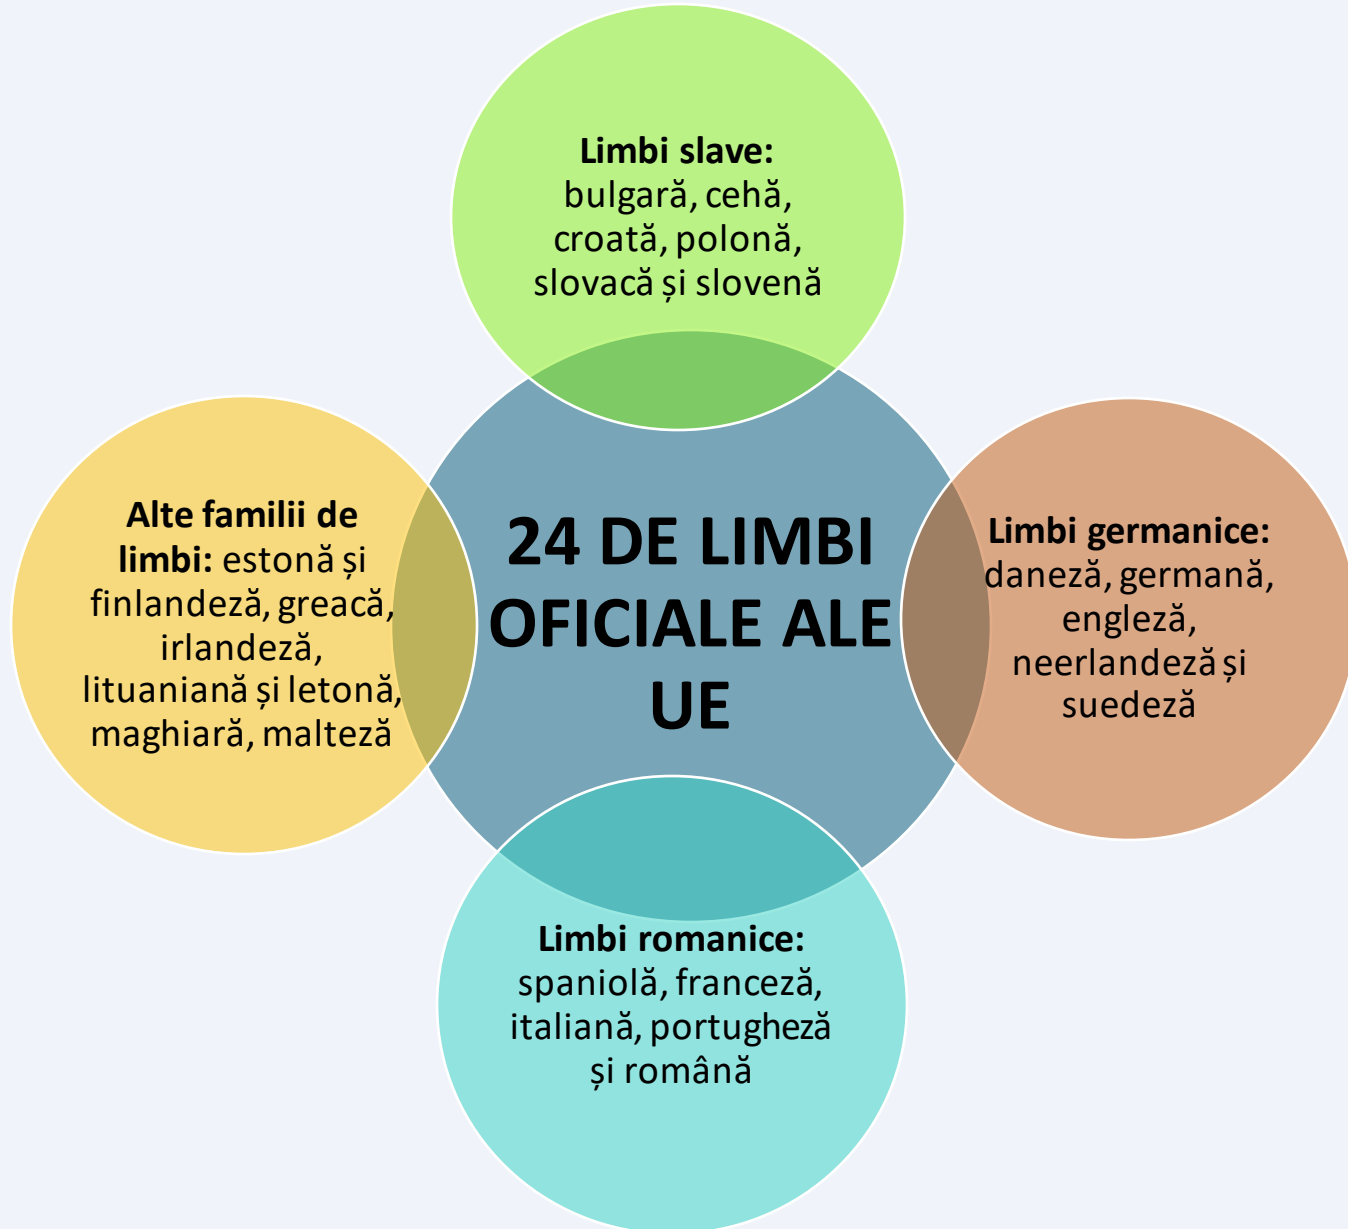 Limbi slave:
bulgară, cehă,
croată, polonă,
slovacă și slovenă
Alte familii de
limbi: estonă și
finlandeză, greacă,
irlandeză,
lituaniană și letonă,
maghiară, malteză
24 DE LIMBI
OFICIALE ALE
UE
Limbi germanice:
daneză, germană,
engleză,
neerlandeză și
suedeză
Limbi romanice:
spaniolă, franceză,
italiană, portugheză
și română